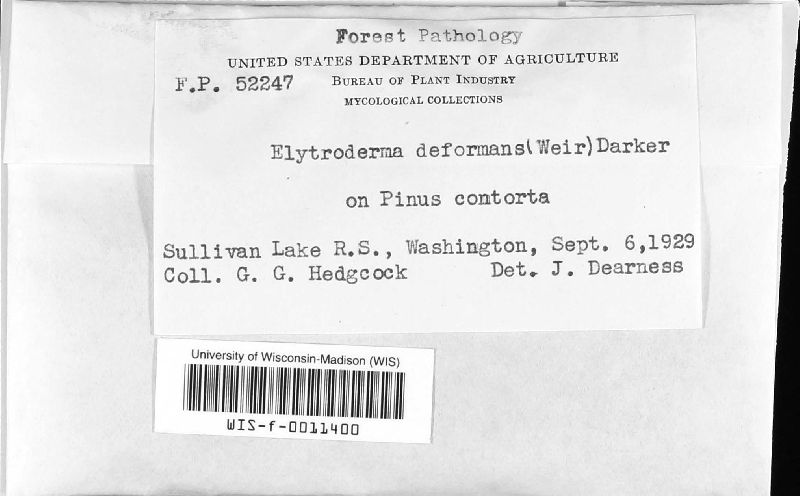 Forest Pathology
UNITED STATES DEPARTMENT OF AGRICULTURE
F.P. 52247 BUREAU OF PLANT INDUSTRY
MYCOLOGICAL COLLECTIONS
Elytroderma deformans(Weir)Darker
on Pinus contorta
Sullivan Lake R.S., Washington, Sept. 6,1929
Coll. G. G. Hedgcock Det. J. Dearness
University of Wisconsin-Madison (WIS)
WIS-f-0011400